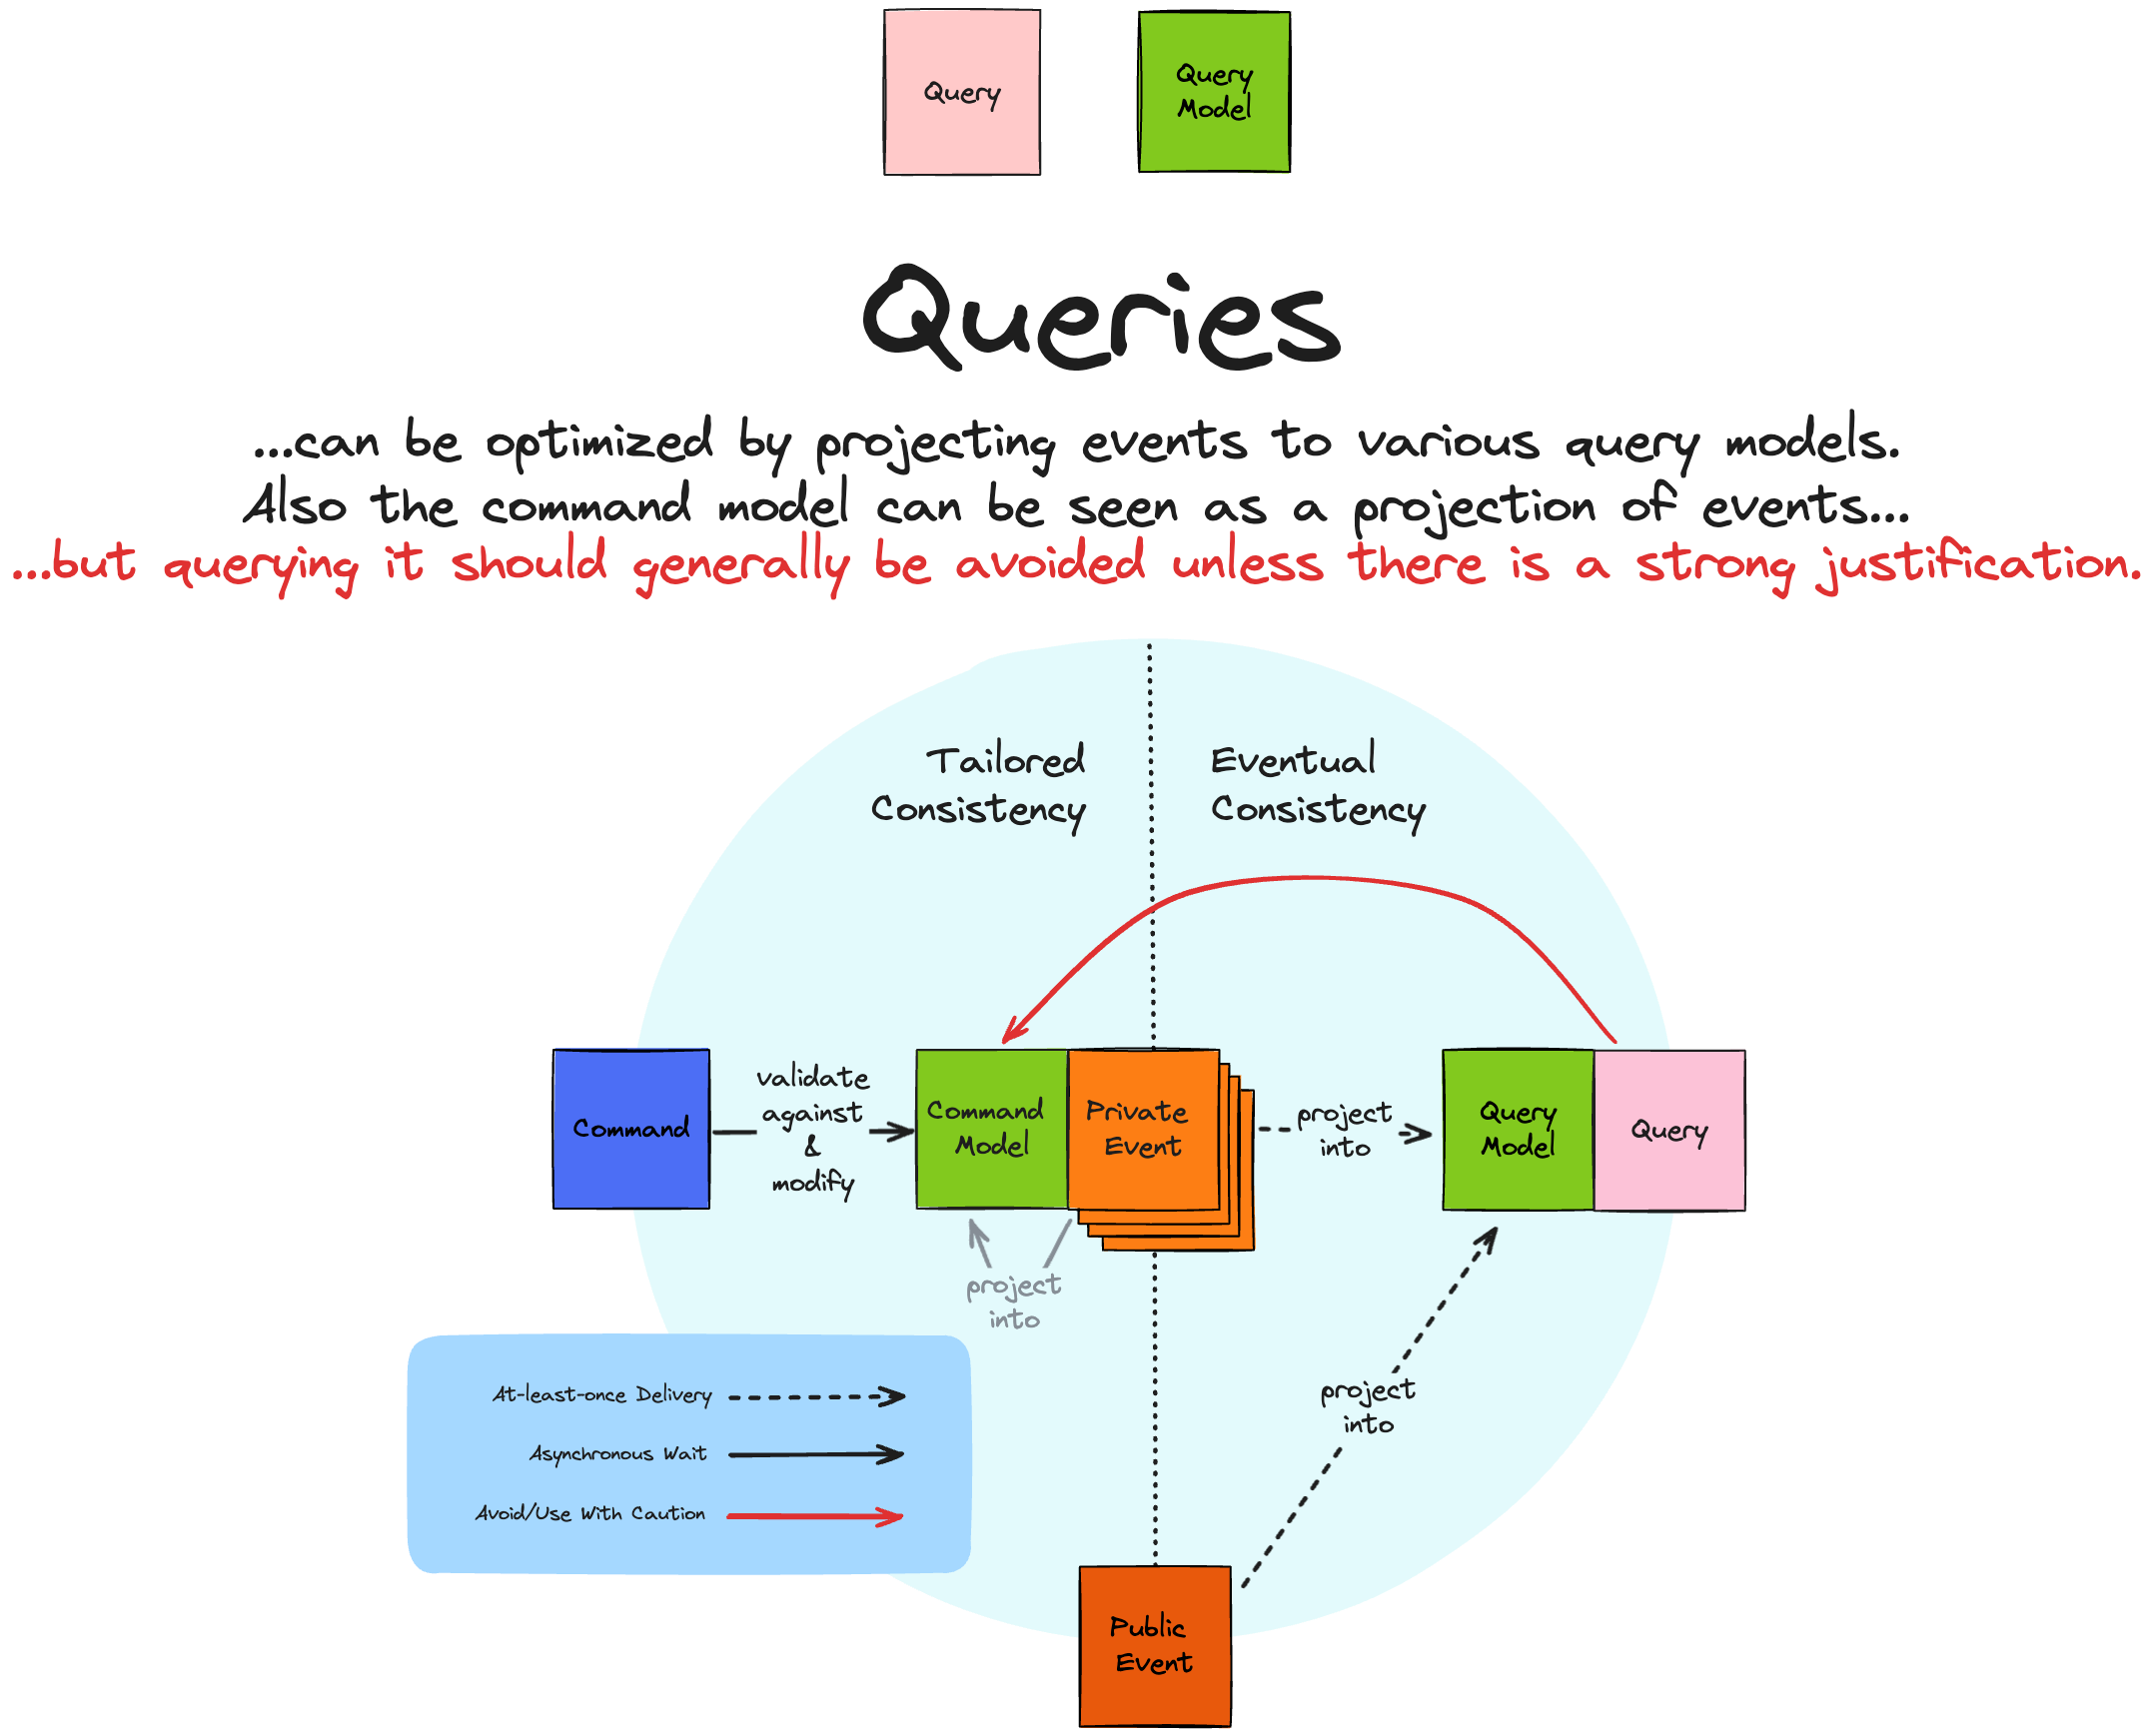 Query
Query
Model
Queries
...can be optimized by projecting events to various query models.
Also the command model can be seen as a projection of events...
...but querying it should generally be avoided unless there is a strong justification.
Tailored
Consistency
Eventual
Consistency
Command
validate
against
&
modify
Command
Model
Private
Event
project
into
Query
Model
Query
project
into
project
into
At-least-once Delivery
Asynchronous Wait
Avoid/Use With Caution
Public
Event